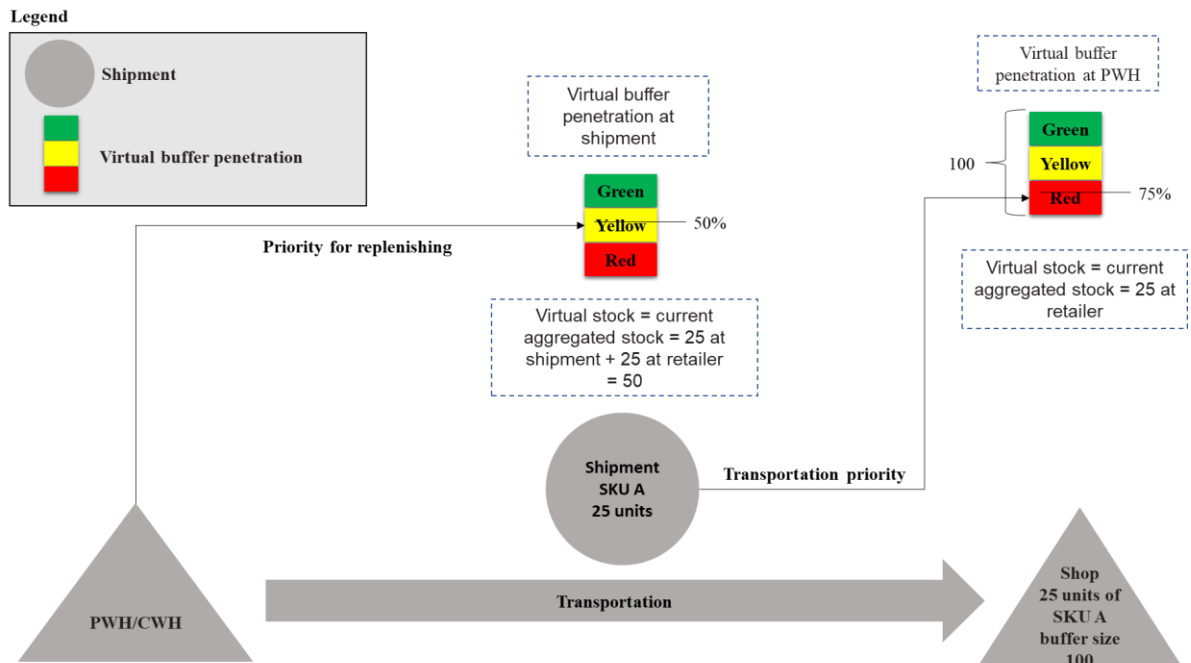 Legend
Shipment
Virtual buffer penetration
Virtual buffer
penetration at
shipment
Green
Yellow
Red
50%
Priority for replenishing
Virtual stock = current
aggregated stock = 25 at
shipment + 25 at retailer
= 50
Virtual buffer
penetration at PWH
100
Green
Yellow
Red
75%
Virtual stock = current
aggregated stock = 25 at
retailer
Shipment
SKU A
25 units
Transportation priority
PWH/CWH
Transportation
Shop
25 units of
SKU A
buffer size
100